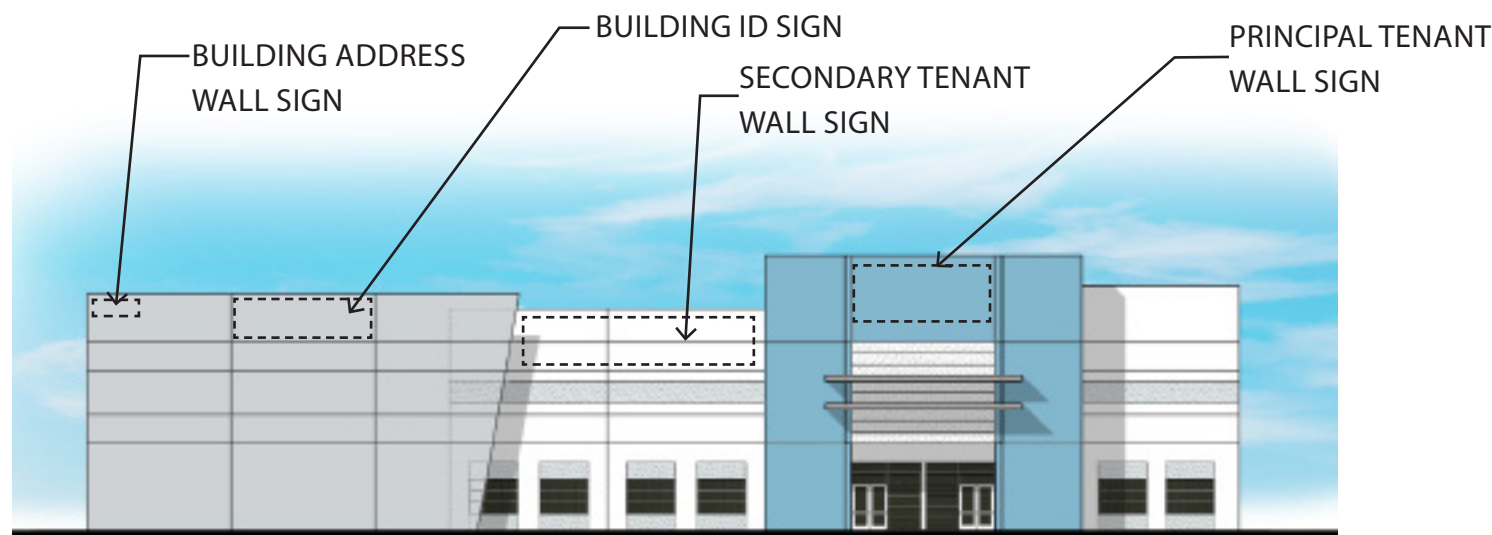 BUILDING ADDRESS
WALL SIGN
BUILDING ID SIGN
SECONDARY TENANT
WALL SIGN
PRINCIPAL TENANT
WALL SIGN